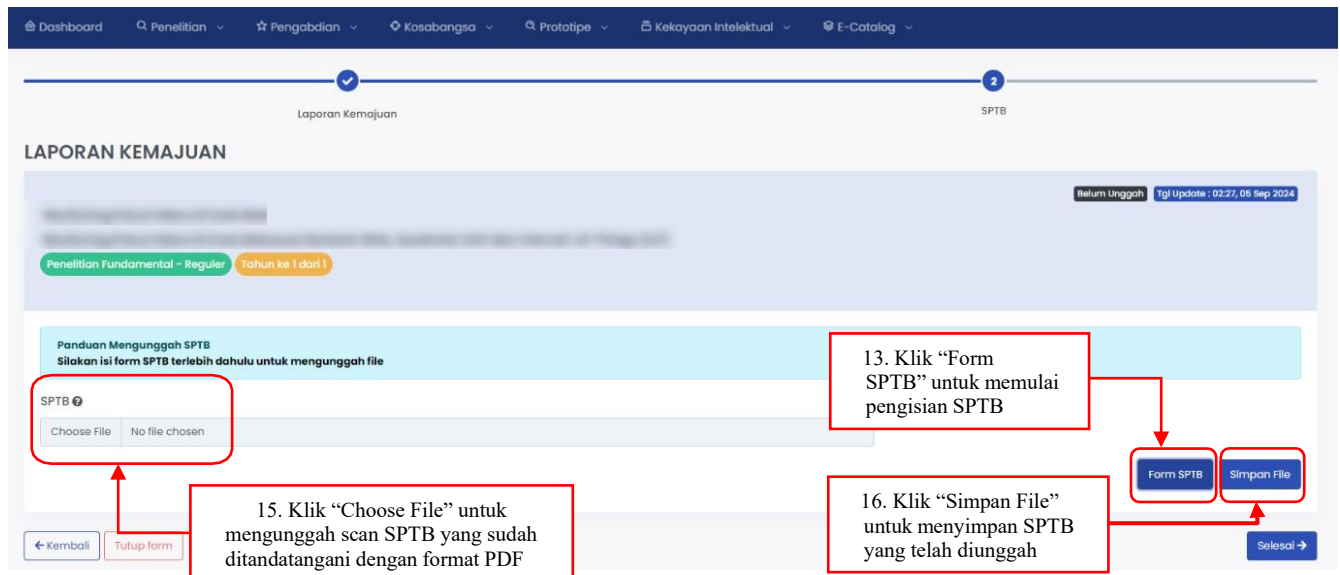 Dashboard Penelitian Pengabdian Kosabangsa Prototipe Kekayaan Intelektual E-Catalog
2
Laporan Kemajuan SPTB
LAPORAN KEMAJUAN
Belum Unggah Tgl Update : 02:27, 05 Sep 2024
Penelitian Fundamental - Reguler Tahun ke 1 dari 1
Panduan Mengunggah SPTB
Silakan isi form SPTB terlebih dahulu untuk mengunggah file
13. Klik “Form
SPTB” untuk memulai
pengisian SPTB
SPTB
Choose File No file chosen
Form SPTB Simpan File
15. Klik “Choose File” untuk
mengunggah scan SPTB yang sudah
ditandatangani dengan format PDF
16. Klik “Simpan File”
untuk menyimpan SPTB
yang telah diunggah
Kembali Tutup form Selesai